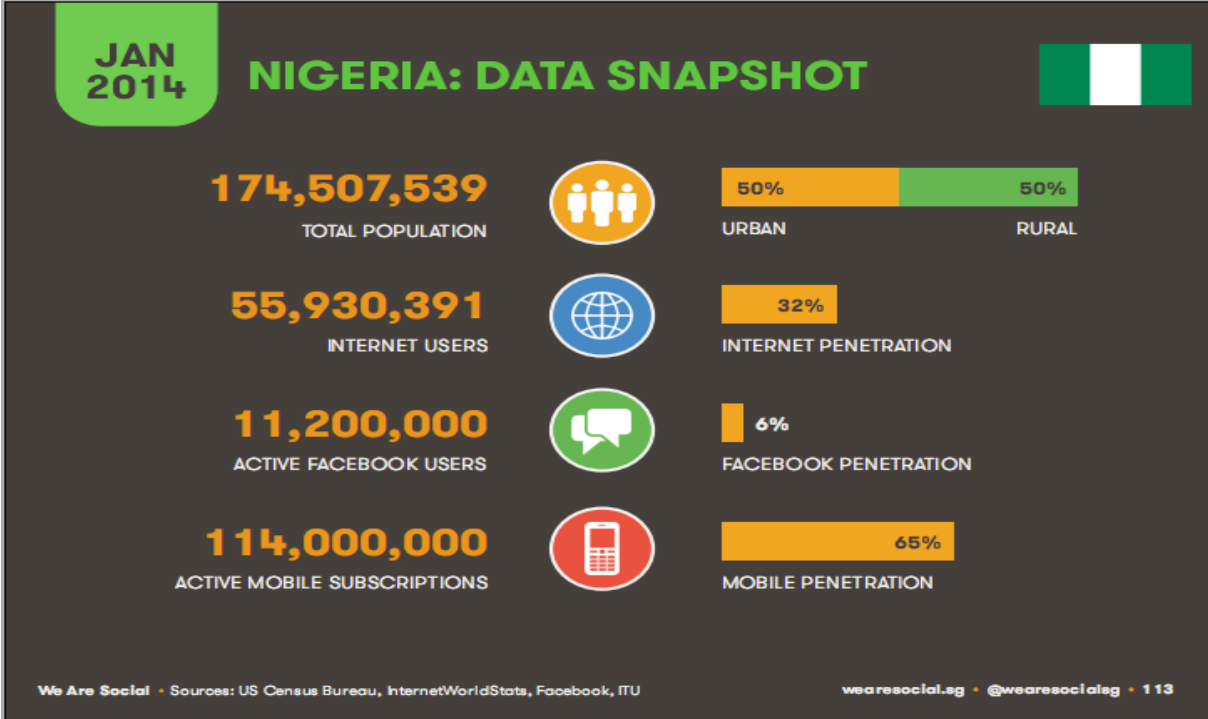 JAN
2014
NIGERIA: DATA SNAPSHOT
174,507,539
TOTAL POPULATION
50% 50%
URBAN RURAL
55,930,391
INTERNET USERS
32%
INTERNET PENETRATION
11,200,000
ACTIVE FACEBOOK USERS
6%
FACEBOOK PENETRATION
114,000,000
ACTIVE MOBILE SUBSCRIPTIONS
65%
MOBILE PENETRATION
We Are Social • Sources: US Census Bureau, InternetWorldStats, Facebook, ITU
wearesocial.sg • @wearesocialsg • 113